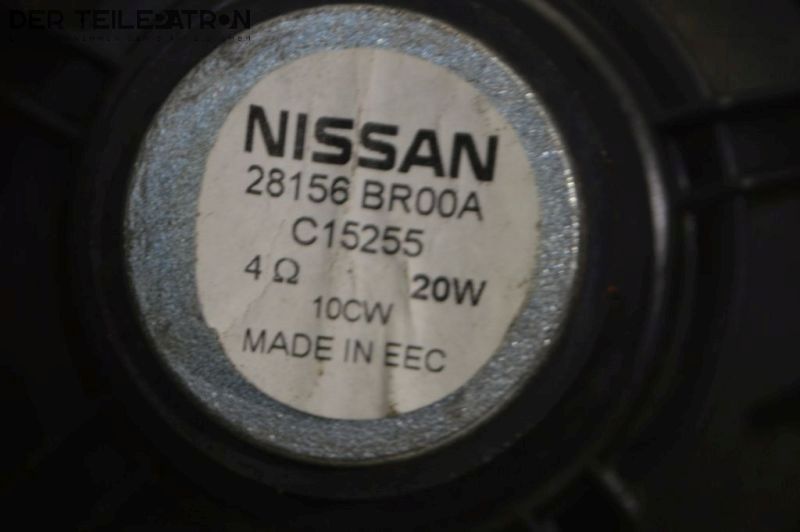 DER TEILEPATRON
NISSAN
28156 BR00A
C15255
4 Ω 20W
10CW
MADE IN EEC